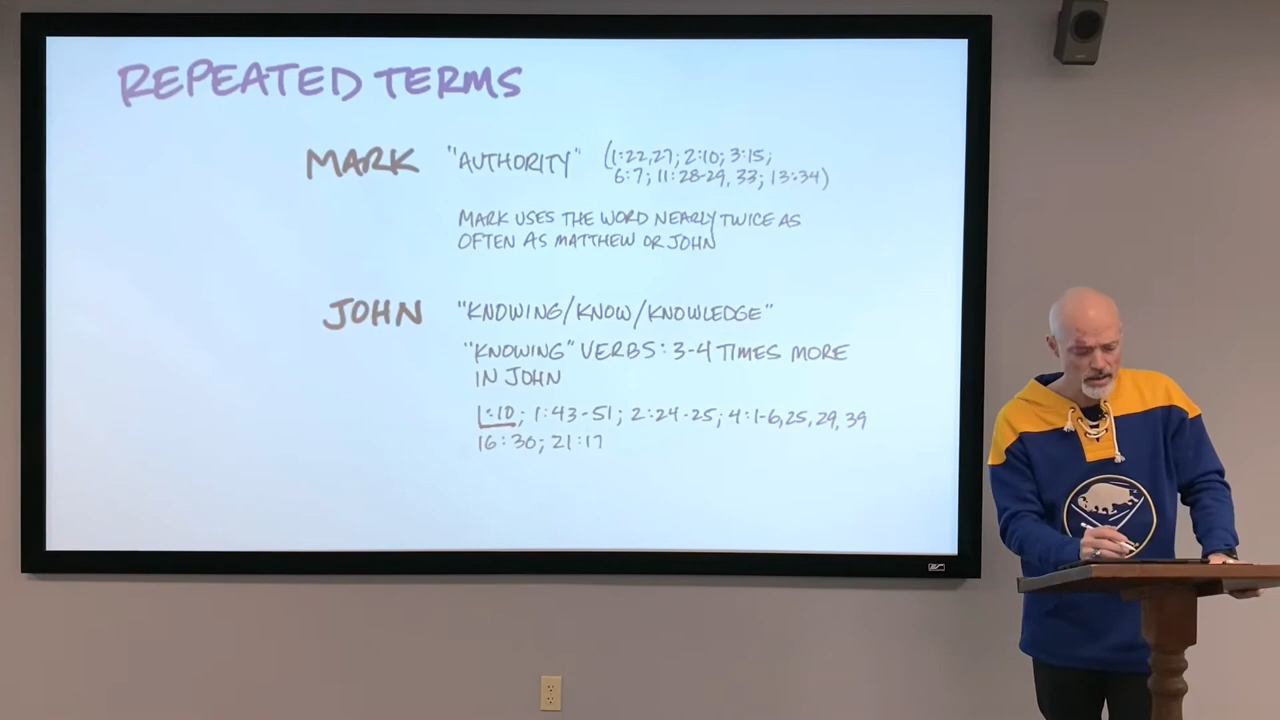 REPEATED TERMS
MARK "AUTHORITY" (1:22,27; 2:10; 3:15;
6:7; 11:28-29, 33; 13:34)
MARK USES THE WORD NEARLY TWICE AS
OFTEN AS MATTHEW OR JOHN
JOHN "KNOWING/KNOW/KNOWLEDGE"
"KNOWING" VERBS: 3-4 TIMES MORE
IN JOHN
1:10; 1:43-51; 2:24-25; 4:1-6,25,29,39
16:30; 21:17